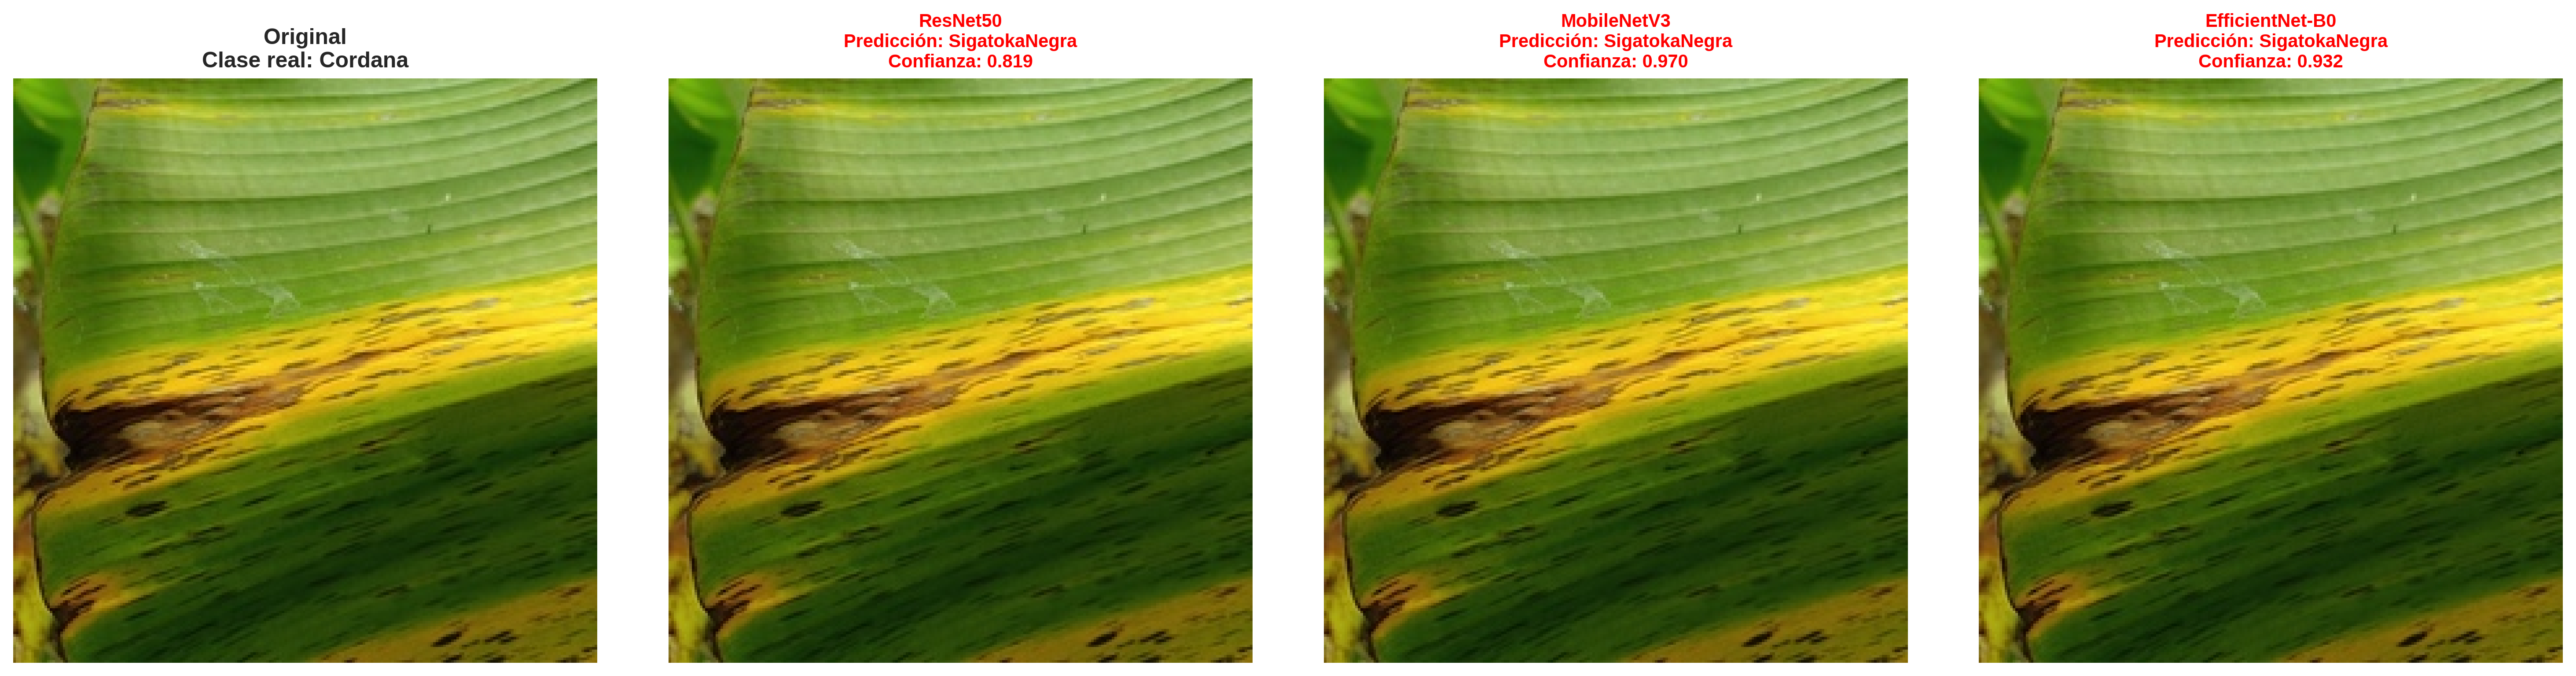 Original
Clase real: Cordana
ResNet50
Predicción: SigatokaNegra
Confianza: 0.819
MobileNetV3
Predicción: SigatokaNegra
Confianza: 0.970
EfficientNet-B0
Predicción: SigatokaNegra
Confianza: 0.932